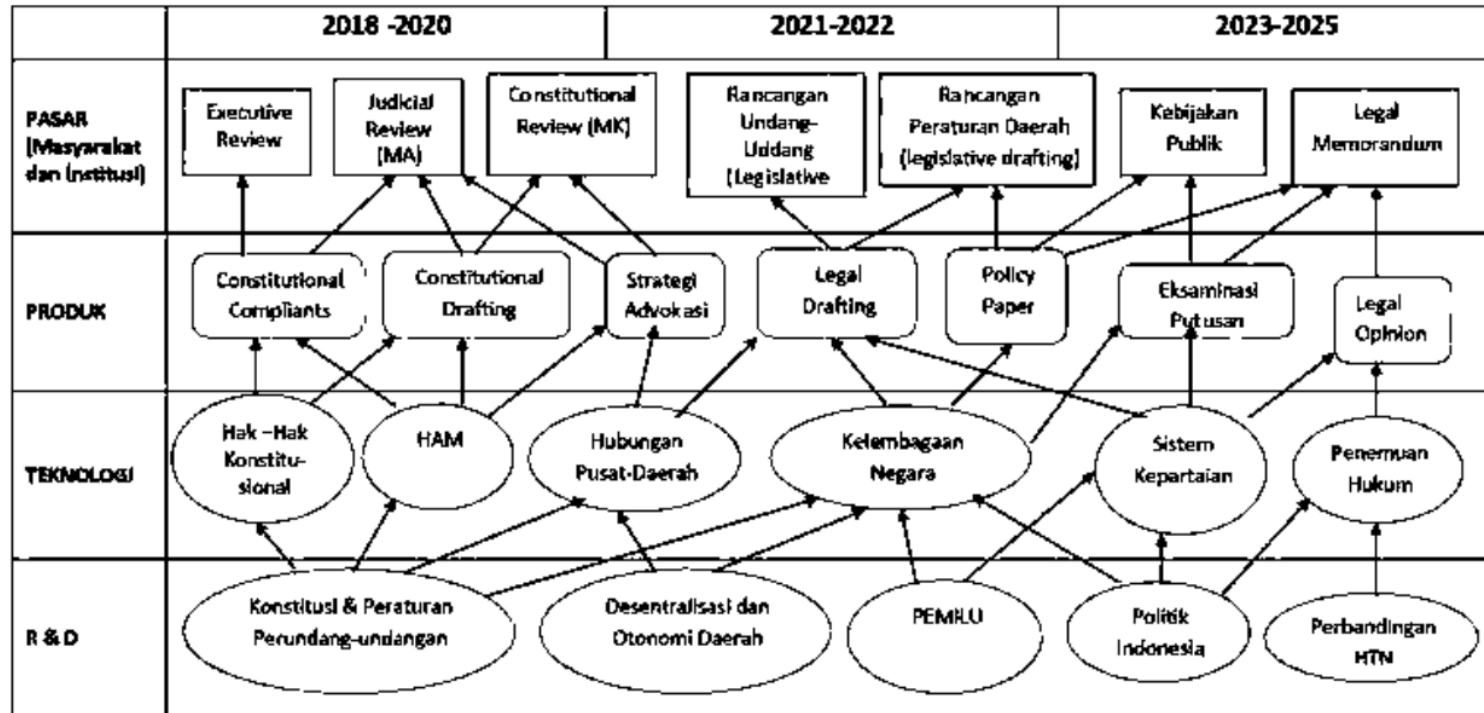 2018 -2020
2021-2022
2023-2025
PASAR
(Masyarakat
dan Institusi)
Executive
Review
Judicial
Review
(MA)
Constitutional
Review (MK)
Rancangan
Undang-
Undang
(Legislative
Rancangan
Peraturan Daerah
(legislative drafting)
Kebijakan
Publik
Legal
Memorandum
PRODUK
Constitutional
Compliants
Constitutional
Drafting
Strategi
Advokasi
Legal
Drafting
Policy
Paper
Eksaminasi
Putusan
Legal
Opinion
TEKNOLOGI
Hak –Hak
Konstitu-
sional
HAM
Hubungan
Pusat-Daerah
Kelembagaan
Negara
Sistem
Kepartaian
Penemuan
Hukum
R & D
Konstitusi & Peraturan
Perundang-undangan
Desentralisasi dan
Otonomi Daerah
PEMILU
Politik
Indonesia
Perbandingan
HTN